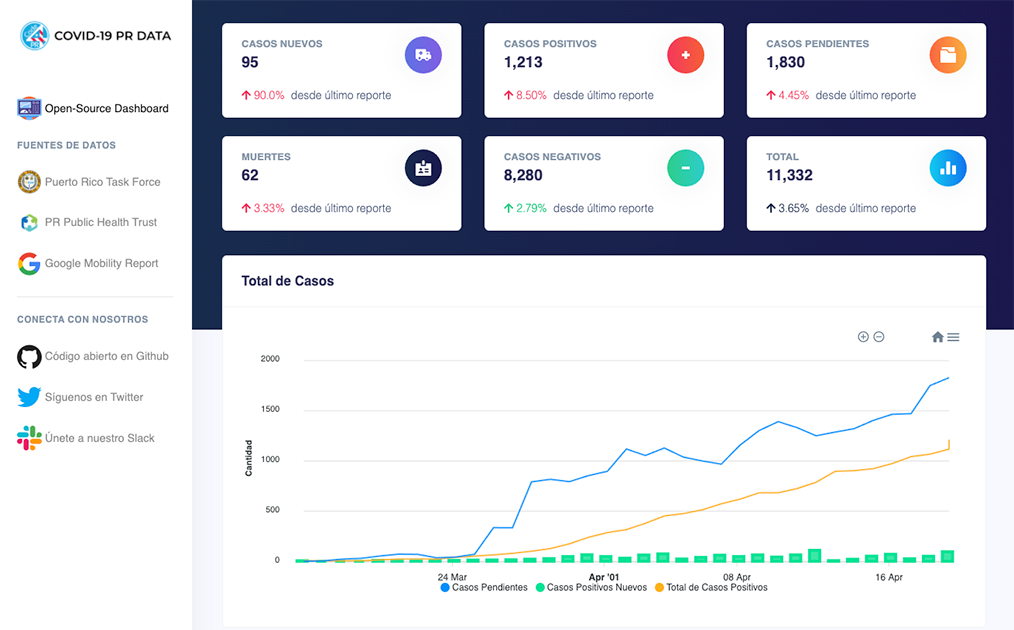 COVID-19 PR DATA
Open-Source Dashboard
FUENTES DE DATOS
Puerto Rico Task Force
PR Public Health Trust
Google Mobility Report
CONECTA CON NOSOTROS
Código abierto en Github
Síguenos en Twitter
Únete a nuestro Slack
CASOS NUEVOS
95
90.0% desde último reporte
CASOS POSITIVOS
1,213
8.50% desde último reporte
CASOS PENDIENTES
1,830
4.45% desde último reporte
MUERTES
62
3.33% desde último reporte
CASOS NEGATIVOS
8,280
2.79% desde último reporte
TOTAL
11,332
3.65% desde último reporte
Total de Casos
Cantidad
2000
1500
1000
500
0
24 Mar Apr '01 08 Apr 16 Apr
Casos Pendientes Casos Positivos Nuevos Total de Casos Positivos